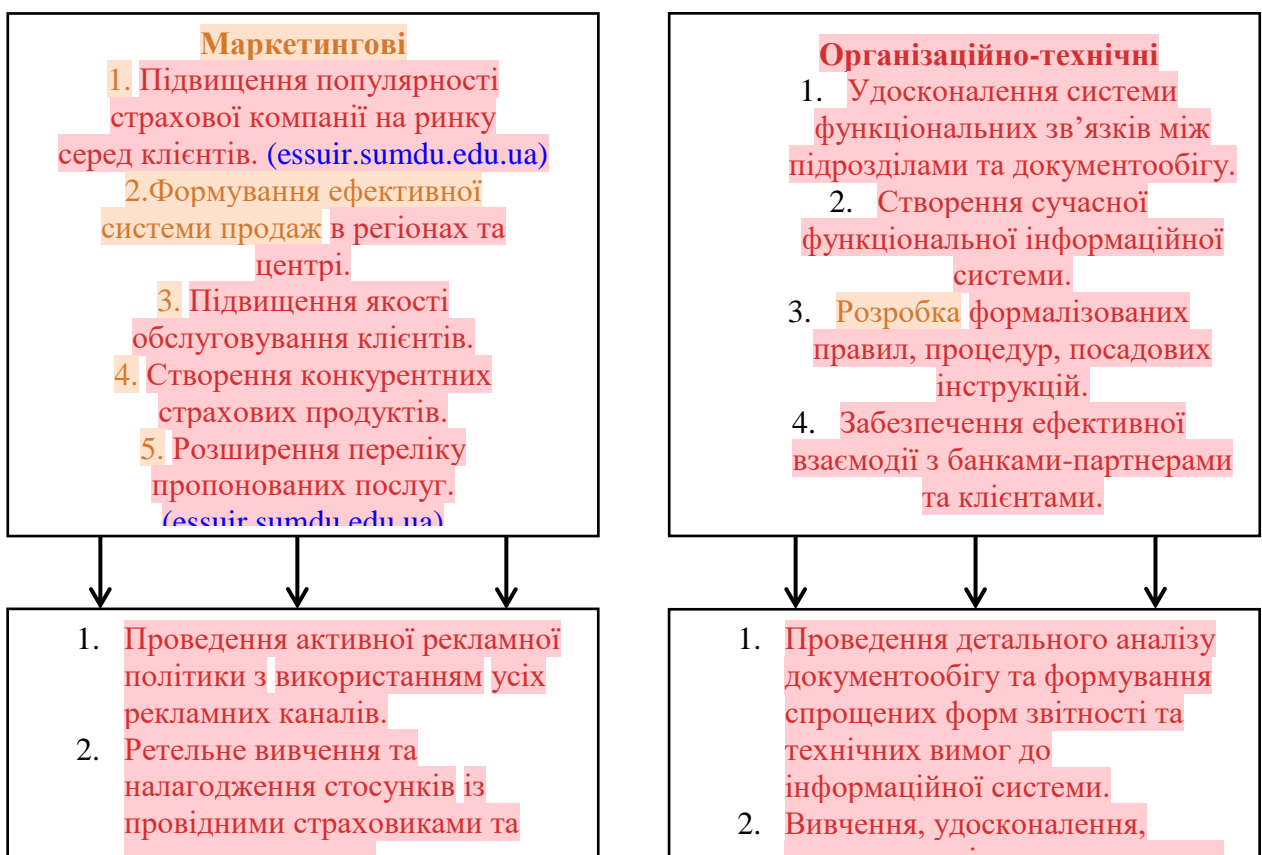 Маркетингові
1. Підвищення популярності
страхової компанії на ринку
серед клієнтів. (essuir.sumdu.edu.ua)
2.Формування ефективної
системи продаж в регіонах та
центрі.
3. Підвищення якості
обслуговування клієнтів.
4. Створення конкурентних
страхових продуктів.
5. Розширення переліку
пропонованих послуг.
(essuir.sumdu.edu.ua)
Організаційно-технічні
1. Удосконалення системи
функціональних зв’язків між
підрозділами та документообігу.
2. Створення сучасної
функціональної інформаційної
системи.
3. Розробка формалізованих
правил, процедур, посадових
інструкцій.
4. Забезпечення ефективної
взаємодії з банками-партнерами
та клієнтами.
1. Проведення активної рекламної
політики з використанням усіх
рекламних каналів.
2. Ретельне вивчення та
налагодження стосунків із
провідними страховиками та
1. Проведення детального аналізу
документообігу та формування
спрощених форм звітності та
технічних вимог до
інформаційної системи.
2. Вивчення, удосконалення,